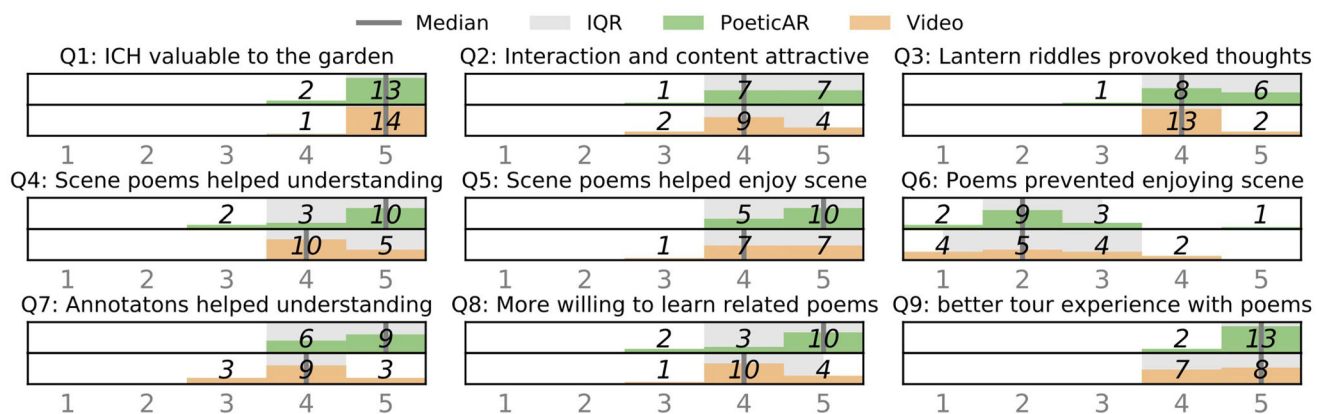 Median IQR PoeticAR Video
Q1: ICH valuable to the garden Q2: Interaction and content attractive Q3: Lantern riddles provoked thoughts
2 13 1 7 7 1 8 6
1 14 2 9 4 13 2
1 2 3 4 5 1 2 3 4 5 1 2 3 4 5
Q4: Scene poems helped understanding Q5: Scene poems helped enjoy scene Q6: Poems prevented enjoying scene
2 3 10 5 10 2 9 3 1
10 5 1 7 7 4 5 4 2
1 2 3 4 5 1 2 3 4 5 1 2 3 4 5
Q7: Annotatons helped understanding Q8: More willing to learn related poems Q9: better tour experience with poems
6 9 2 3 10 2 13
3 9 3 1 10 4 7 8
1 2 3 4 5 1 2 3 4 5 1 2 3 4 5